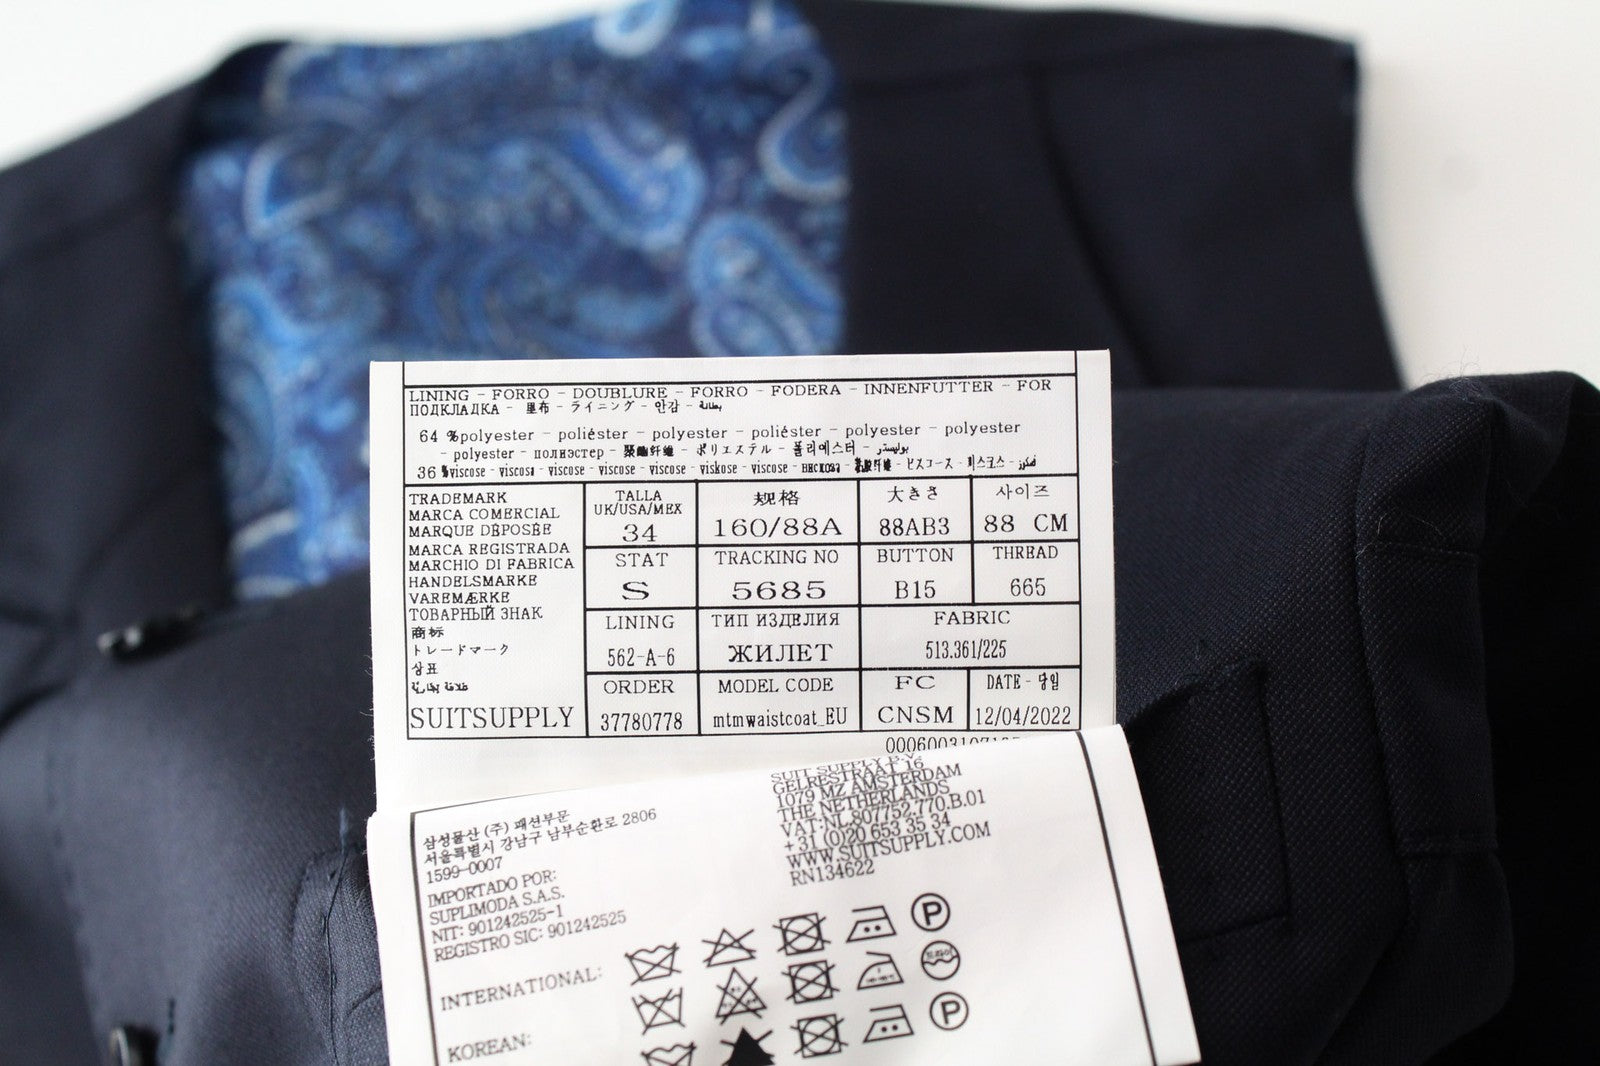 LINING - FORRO - DOUBLURE - FORRO - FODERA - INNENFUTTER - FOR
ПОДКЛАДКА - 里布 - ライニング - 안감 - بطانة
64 %polyester - poliéster - polyester - poliéster - polyester - polyester
- polyester - полиэстер - 聚酯纤维 - ポリエステル - 폴리에스터 - بوليستر
36 %viscose - viscosa - viscose - viscose - viscose - viskose - viscose - вискоза - 黏胶纤维 - ビスコース - 비스코스 -
TRADEMARK
MARCA COMERCIAL
MARQUE DÉPOSÉE
MARCA REGISTRADA
MARCHIO DI FABRICA
HANDELSMARKE
VAREMÆRKE
ТОВАРНЫЙ ЗНАК
商标
トレードマーク
상표
SUITSUPPLY
TALLA
UK/USA/MEX
34
规格
160/88A
大きさ
88AB3
사이즈
88 CM
STAT
S
TRACKING NO
5685
BUTTON
B15
THREAD
665
LINING
562-A-6
ТИП ИЗДЕЛИЯ
ЖИЛЕТ
FABRIC
513.361/225
ORDER
37780778
MODEL CODE
mtmwaistcoat_EU
FC
CNSM
DATE -
12/04/2022
삼성물산 (주) 패션부문
서울특별시 강남구 남부순환로 2806
1599-0007
IMPORTADO POR:
SUPLIMODA S.A.S.
NIT: 901242525-1
REGISTRO SIC: 901242525
SUIT SUPPLY B.V.
GELRESTRAAT 16
1079 MZ AMSTERDAM
THE NETHERLANDS
VAT:NL.807752.770.B.01
+31 (0)20 653 35 34
WWW.SUITSUPPLY.COM
RN134622
INTERNATIONAL:
P
KOREAN:
드라이
P